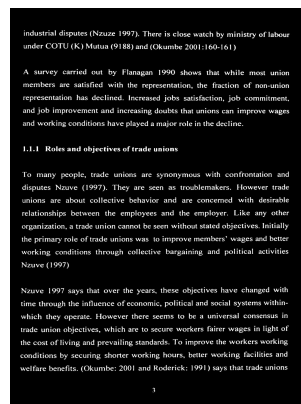 industrial disputes (Nzuze 1997). There is close watch by ministry of labour
under COTU (K) Mutua (9188) and (Okumbe 2001:160-161)
A survey carried out by Flanagan 1990 shows that while most union
members are satisfied with the representation, the fraction of non-union
representation has declined. Increased jobs satisfaction, job commitment,
and job improvement and increasing doubts that unions can improve wages
and working conditions have played a major role in the decline.
1.1.1 Roles and objectives of trade unions
To many people, trade unions are synonymous with confrontation and
disputes Nzuve (1997). They are seen as troublemakers. However trade
unions are about collective behavior and are concerned with desirable
relationships between the employees and the employer. Like any other
organization, a trade union cannot be seen without stated objectives. Initially
the primary role of trade unions was to improve members' wages and better
working conditions through collective bargaining and political activities
Nzuve (1997)
Nzuve 1997 says that over the years, these objectives have changed with
time through the influence of economic, political and social systems within-
which they operate. However there seems to be a universal consensus in
trade union objectives, which are to secure workers fairer wages in light of
the cost of living and prevailing standards. To improve the workers working
conditions by securing shorter working hours, better working facilities and
welfare benefits. (Okumbe: 2001 and Roderick: 1991) says that trade unions
3